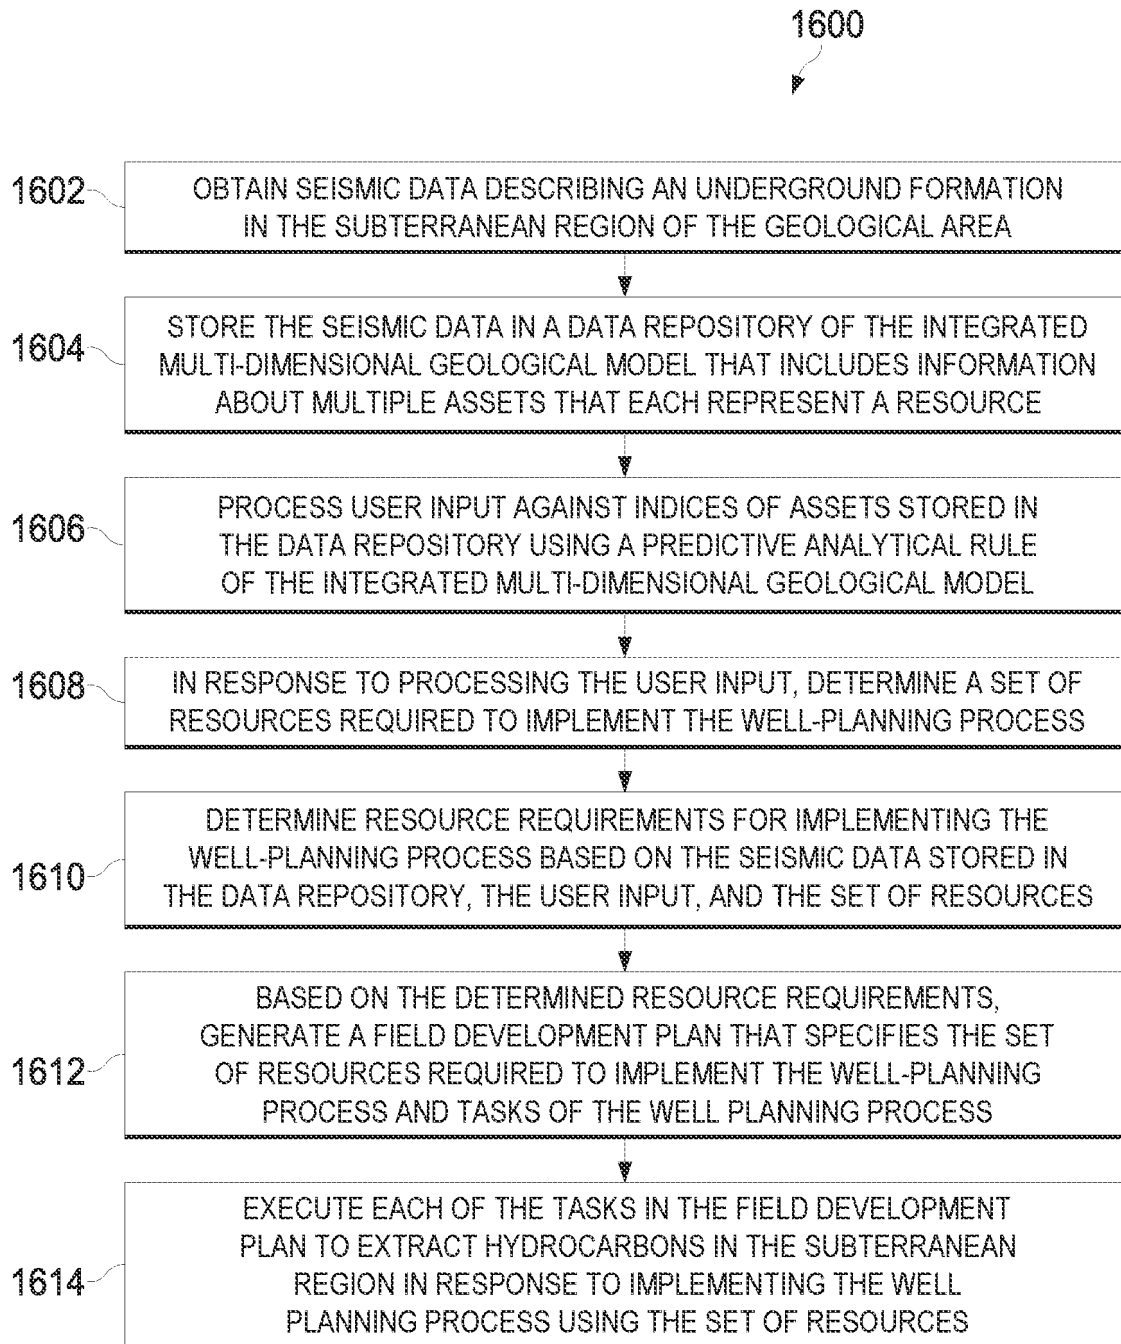 1600
1602
OBTAIN SEISMIC DATA DESCRIBING AN UNDERGROUND FORMATION
IN THE SUBTERRANEAN REGION OF THE GEOLOGICAL AREA
1604
STORE THE SEISMIC DATA IN A DATA REPOSITORY OF THE INTEGRATED
MULTI-DIMENSIONAL GEOLOGICAL MODEL THAT INCLUDES INFORMATION
ABOUT MULTIPLE ASSETS THAT EACH REPRESENT A RESOURCE
1606
PROCESS USER INPUT AGAINST INDICES OF ASSETS STORED IN
THE DATA REPOSITORY USING A PREDICTIVE ANALYTICAL RULE
OF THE INTEGRATED MULTI-DIMENSIONAL GEOLOGICAL MODEL
1608
IN RESPONSE TO PROCESSING THE USER INPUT, DETERMINE A SET OF
RESOURCES REQUIRED TO IMPLEMENT THE WELL-PLANNING PROCESS
1610
DETERMINE RESOURCE REQUIREMENTS FOR IMPLEMENTING THE
WELL-PLANNING PROCESS BASED ON THE SEISMIC DATA STORED IN
THE DATA REPOSITORY, THE USER INPUT, AND THE SET OF RESOURCES
1612
BASED ON THE DETERMINED RESOURCE REQUIREMENTS,
GENERATE A FIELD DEVELOPMENT PLAN THAT SPECIFIES THE SET
OF RESOURCES REQUIRED TO IMPLEMENT THE WELL-PLANNING
PROCESS AND TASKS OF THE WELL PLANNING PROCESS
1614
EXECUTE EACH OF THE TASKS IN THE FIELD DEVELOPMENT
PLAN TO EXTRACT HYDROCARBONS IN THE SUBTERRANEAN
REGION IN RESPONSE TO IMPLEMENTING THE WELL
PLANNING PROCESS USING THE SET OF RESOURCES